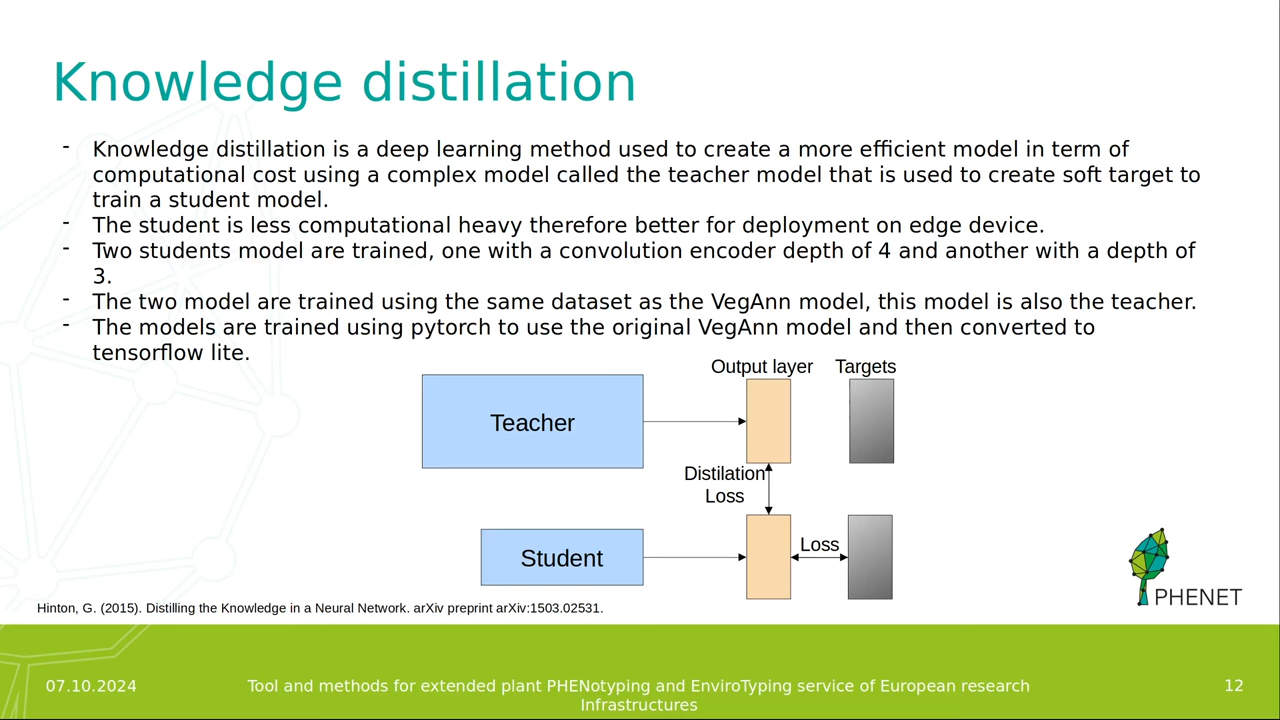 Knowledge distillation
- Knowledge distillation is a deep learning method used to create a more efficient model in term of
computational cost using a complex model called the teacher model that is used to create soft target to
train a student model.
- The student is less computational heavy therefore better for deployment on edge device.
- Two students model are trained, one with a convolution encoder depth of 4 and another with a depth of
3.
- The two model are trained using the same dataset as the VegAnn model, this model is also the teacher.
- The models are trained using pytorch to use the original VegAnn model and then converted to
tensorflow lite.
Output layer
Targets
Teacher
Distilation
Loss
Student
Loss
Hinton, G. (2015). Distilling the Knowledge in a Neural Network. arXiv preprint arXiv:1503.02531.
PHENET
07.10.2024
Tool and methods for extended plant PHENotyping and EnviroTyping service of European research
Infrastructures
12